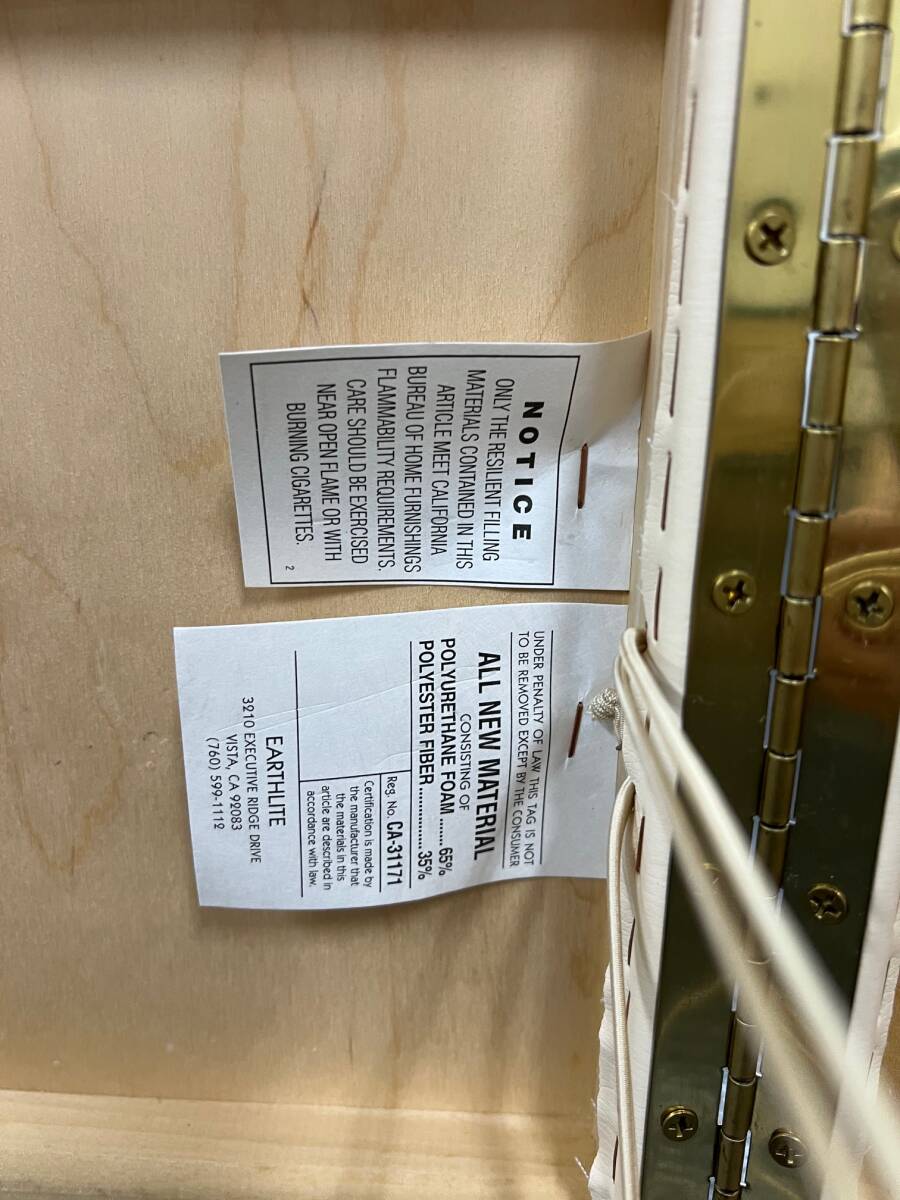 NOTICE
ONLY THE RESILIENT FILLING
MATERIALS CONTAINED IN THIS
ARTICLE MEET CALIFORNIA
BUREAU OF HOME FURNISHINGS
FLAMMABILITY REQUIREMENTS.
CARE SHOULD BE EXERCISED
NEAR OPEN FLAME OR WITH
BURNING CIGARETTES.
2
UNDER PENALTY OF LAW THIS TAG IS NOT
TO BE REMOVED EXCEPT BY THE CONSUMER
ALL NEW MATERIAL
CONSISTING OF
POLYURETHANE FOAM ...... 65%
POLYESTER FIBER ............... 35%
Reg. No. CA-31171
Certification is made by
the manufacturer that
the materials in this
article are described in
accordance with law.
EARTHLITE
3210 EXECUTIVE RIDGE DRIVE
VISTA, CA 92083
(760) 599-1112